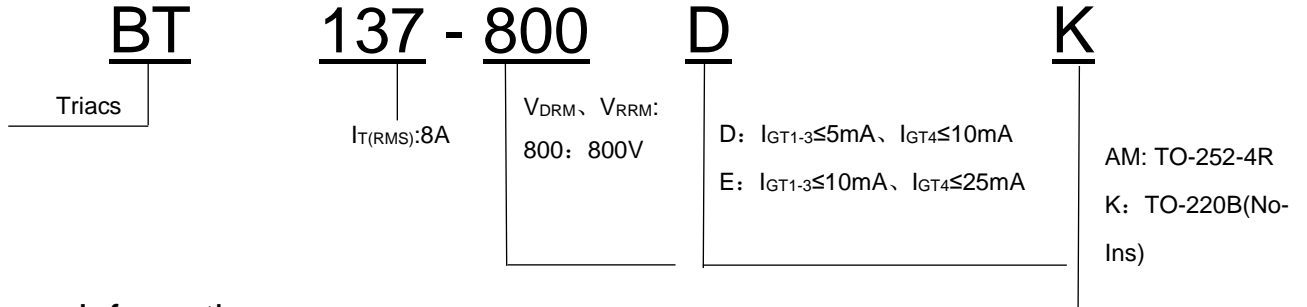 BT 137 - 800 D K
Triacs
IT(RMS):8A
VDRM、VRRM:
800：800V
D：IGT1-3≤5mA、IGT4≤10mA
E：IGT1-3≤10mA、IGT4≤25mA
AM: TO-252-4R
K：TO-220B(No-
Ins)